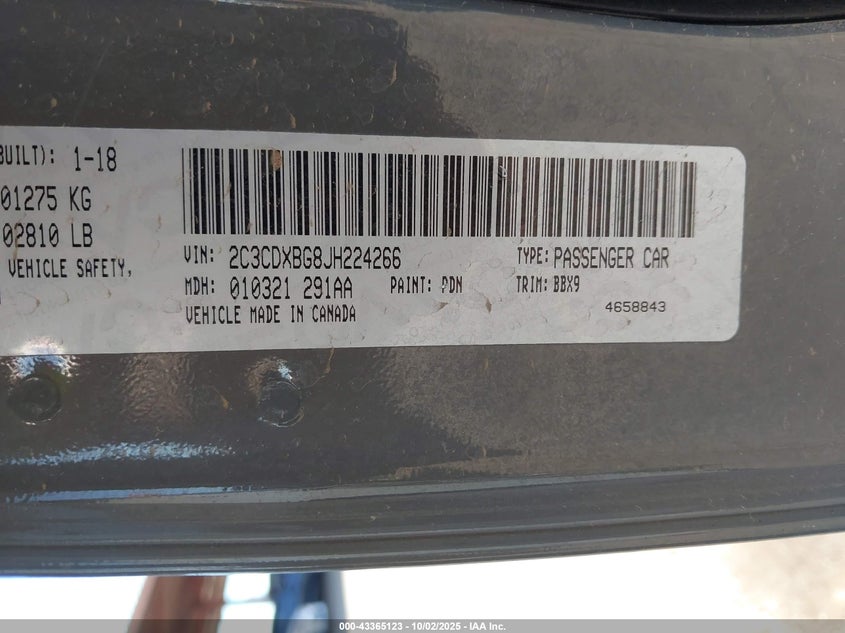 BUILT): 1-18
01275 KG
02810 LB
VEHICLE SAFETY,
VIN: 2C3CDXBG8JH224266 TYPE: PASSENGER CAR
MDH: 010321 291AA PAINT: PDN TRIM: BBX9
VEHICLE MADE IN CANADA 4658843
000-43365123 - 10/02/2025 - IAA Inc.